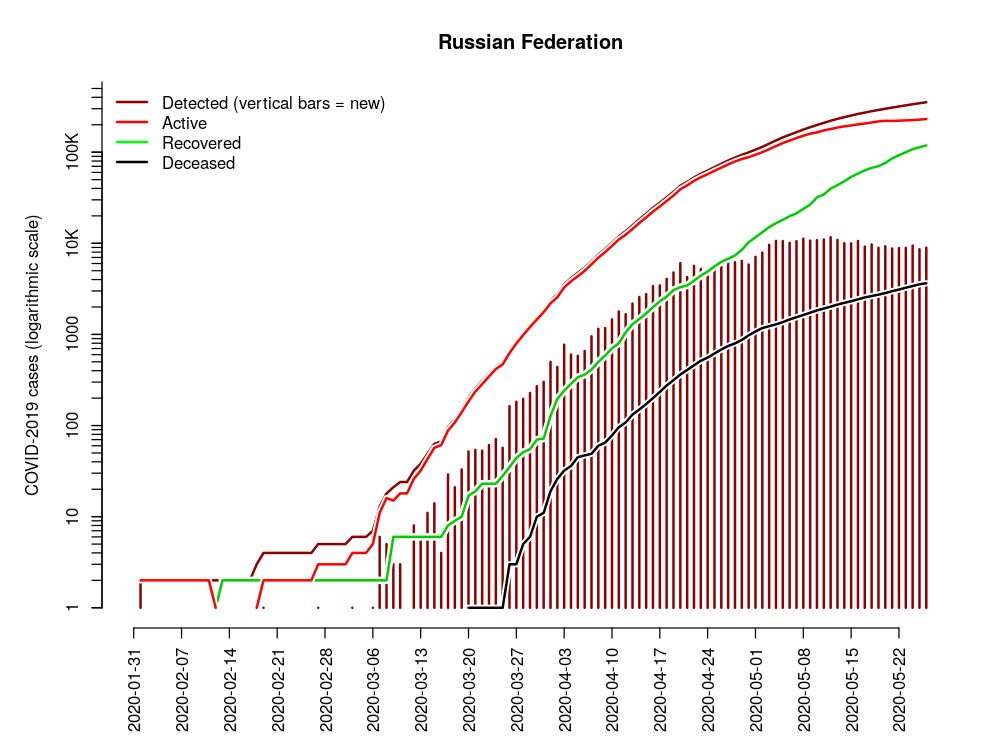 Russian Federation
Detected (vertical bars = new)
Active
Recovered
Deceased
COVID-2019 cases (logarithmic scale)
100K
10K
1000
100
10
1
2020-01-31
2020-02-07
2020-02-14
2020-02-21
2020-02-28
2020-03-06
2020-03-13
2020-03-20
2020-03-27
2020-04-03
2020-04-10
2020-04-17
2020-04-24
2020-05-01
2020-05-08
2020-05-15
2020-05-22